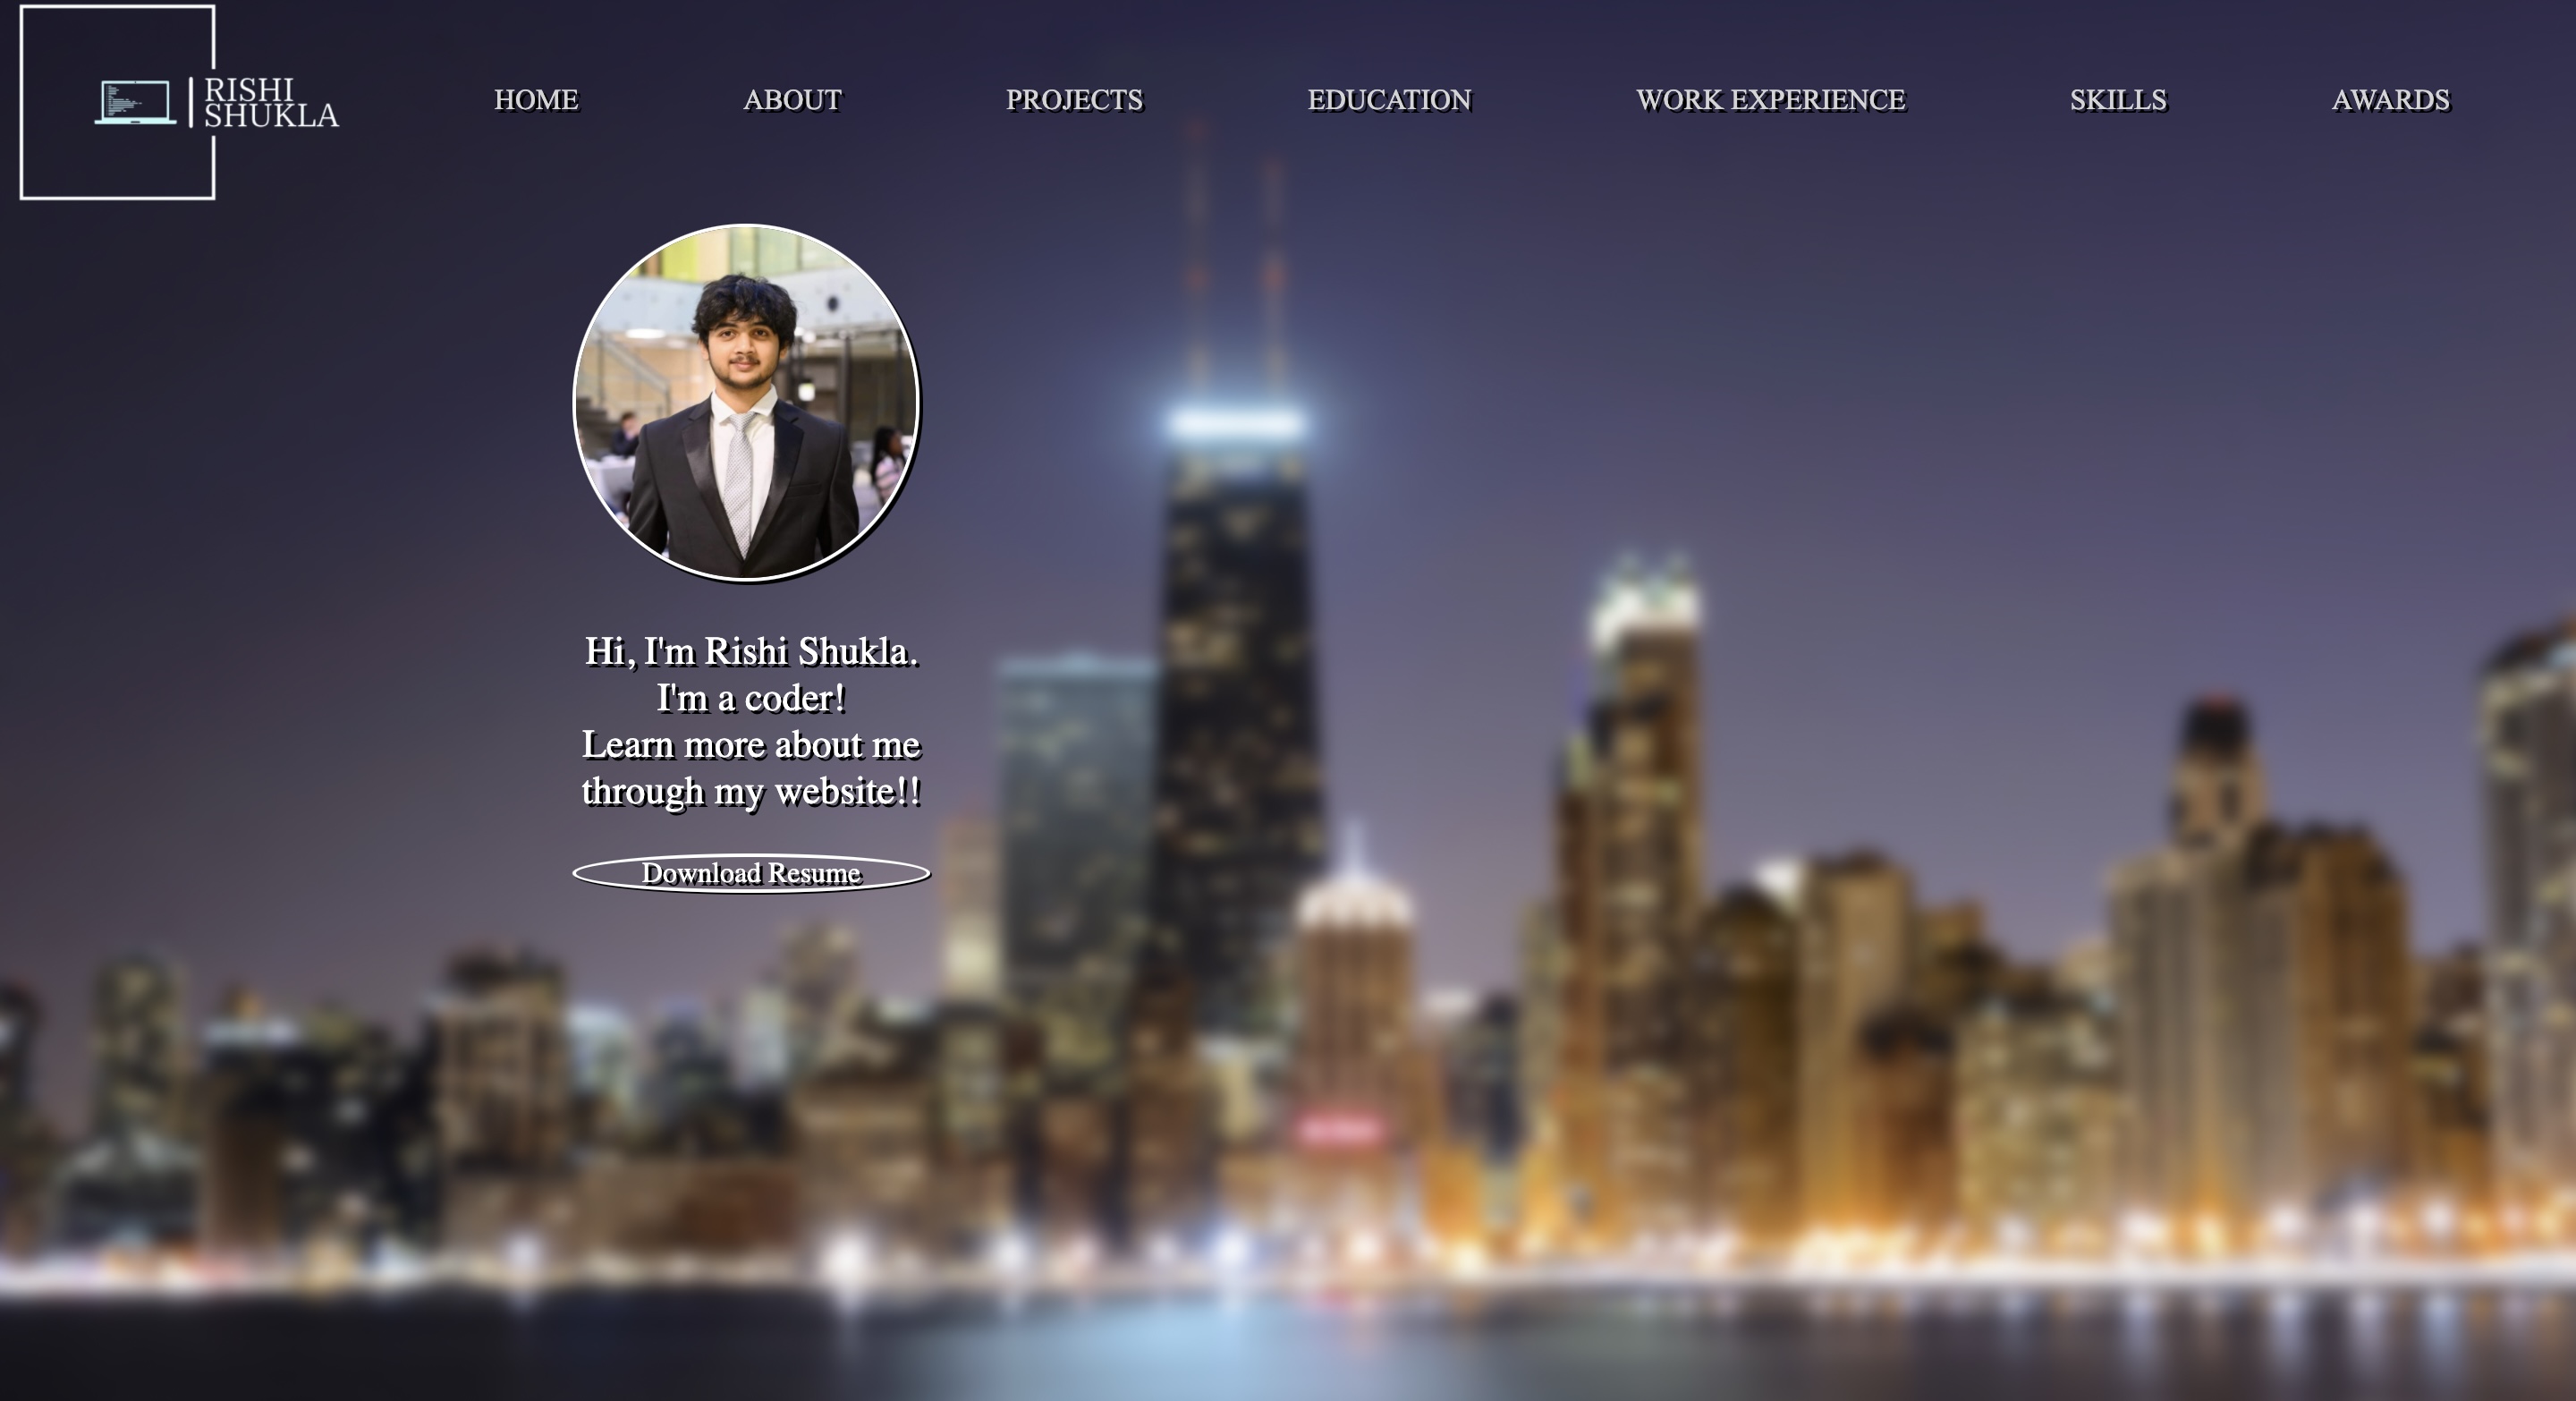 RISHI
SHUKLA
HOME ABOUT PROJECTS EDUCATION WORK EXPERIENCE SKILLS AWARDS
Hi, I'm Rishi Shukla.
I'm a coder!
Learn more about me
through my website!!
Download Resume